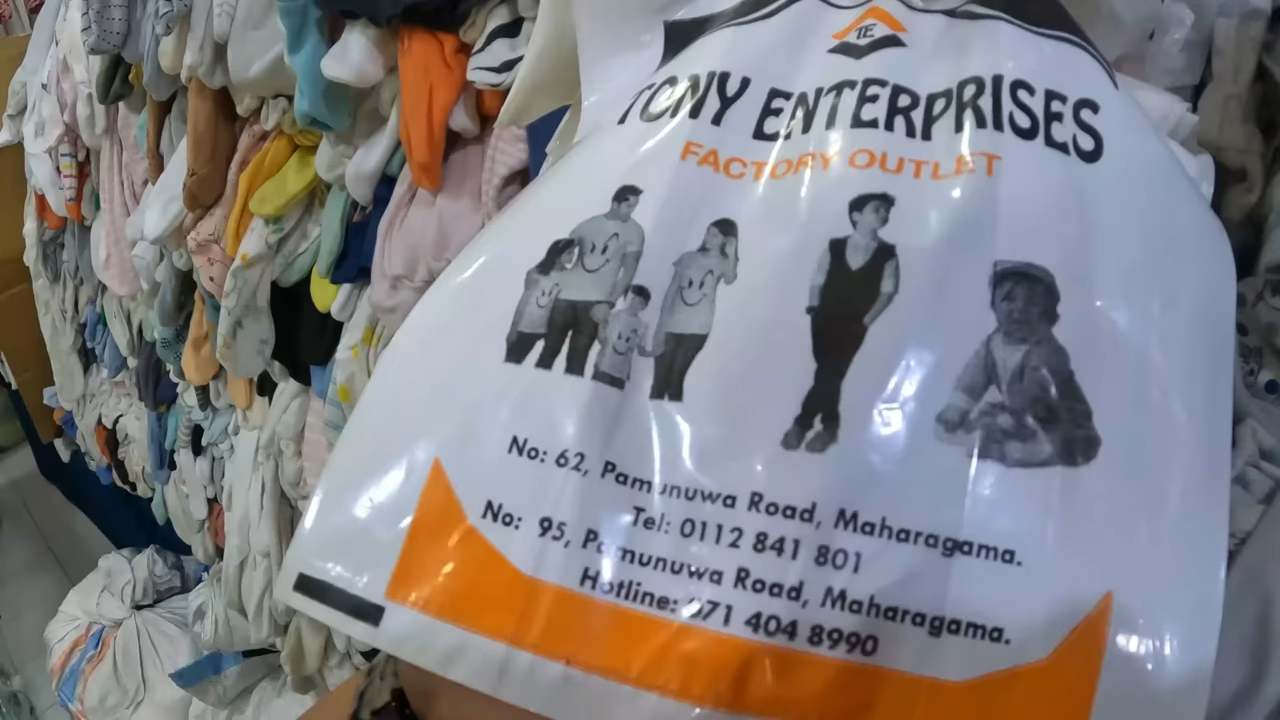 TE
TONY ENTERPRISES
FACTORY OUTLET
No: 62, Pamunuwa Road, Maharagama.
Tel: 0112 841 801
No: 95, Pamunuwa Road, Maharagama.
Hotline: 071 404 8990